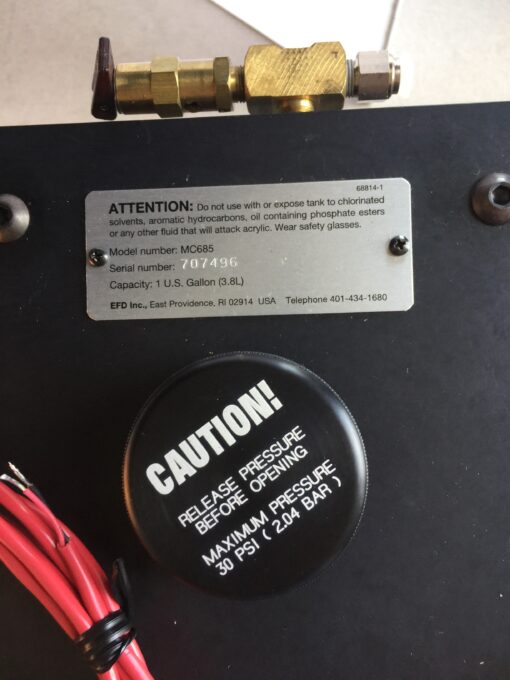 68814-1
ATTENTION: Do not use with or expose tank to chlorinated
solvents, aromatic hydrocarbons, oil containing phosphate esters
or any other fluid that will attack acrylic. Wear safety glasses.
Model number: MC685
Serial number: 707496
Capacity: 1 U.S. Gallon (3.8L)
EFD Inc., East Providence, RI 02914 USA Telephone 401-434-1680
CAUTION!
RELEASE PRESSURE
BEFORE OPENING
MAXIMUM PRESSURE
30 PSI ( 2.04 BAR )